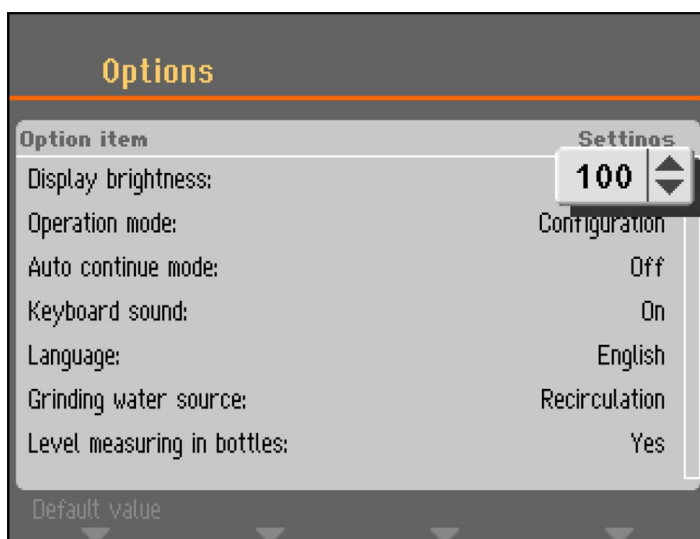 Options
Option item Settings
Display brightness: 100
Operation mode: Configuration
Auto continue mode: Off
Keyboard sound: On
Language: English
Grinding water source: Recirculation
Level measuring in bottles: Yes
Default value